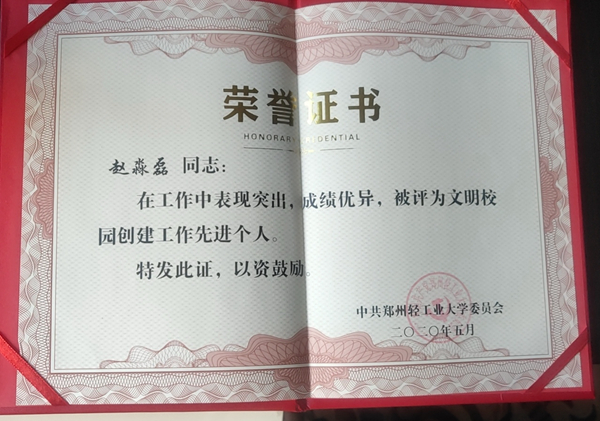 荣誉证书
HONORARY CREDENTIAL
赵淼磊 同志：
在工作中表现突出，成绩优异，被评为文明校
园创建工作先进个人。
特发此证，以资鼓励。
中共郑州轻工业大学委员会
二〇二〇年五月